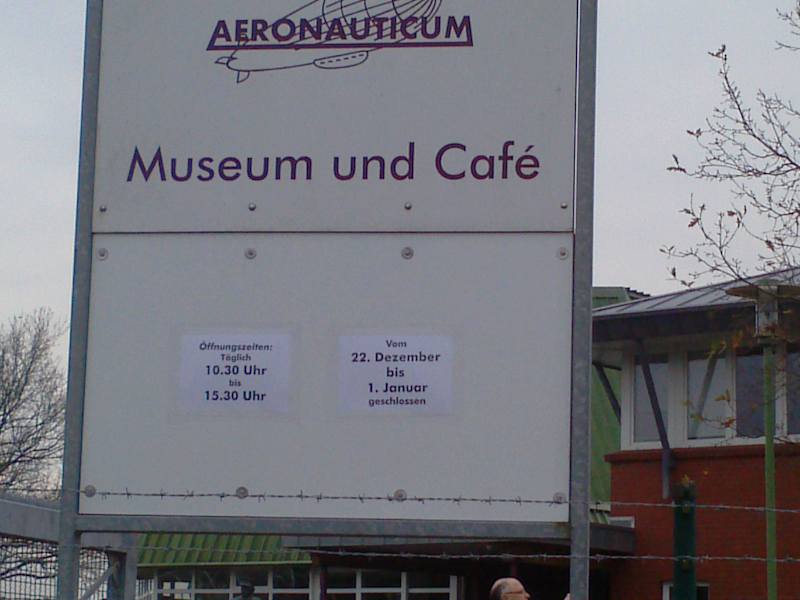 AERONAUTICUM
Museum und Café
Öffnungszeiten:
Täglich
10.30 Uhr
bis
15.30 Uhr
Vom
22. Dezember
bis
1. Januar
geschlossen